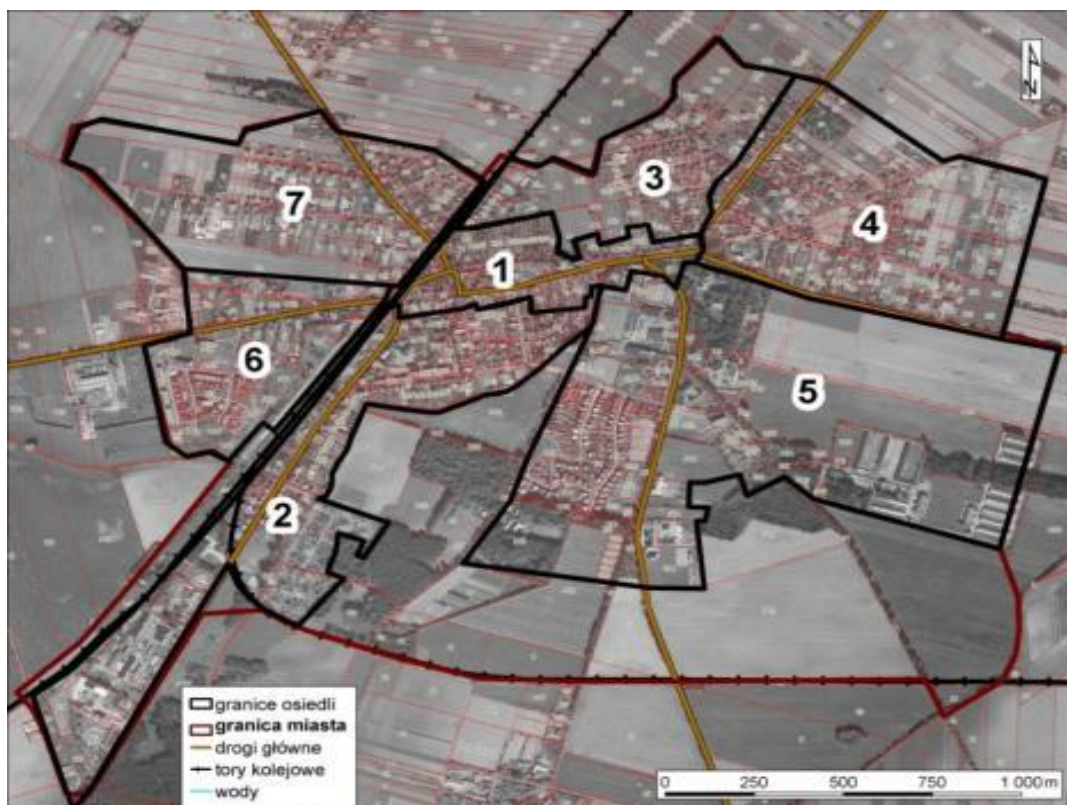 N
3
7
4
1
6
5
2
granice osiedli
granica miasta
drogi główne
tory kolejowe
wody
0 250 500 750 1 000 m